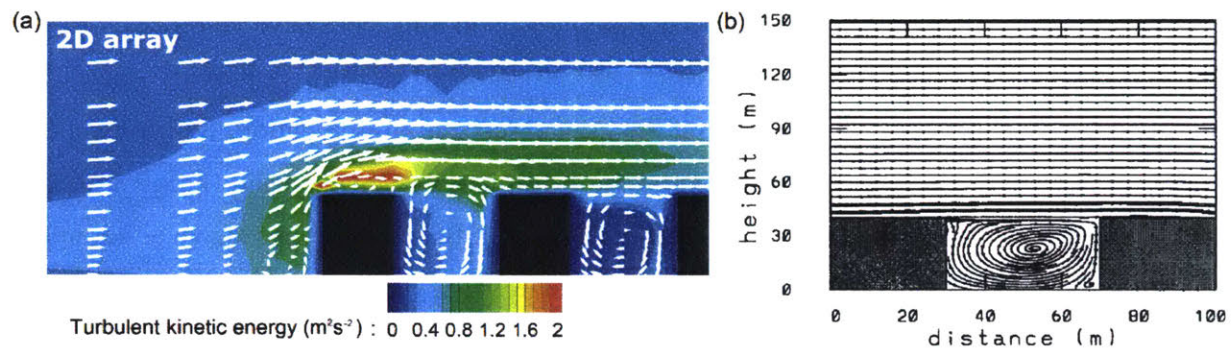 (a)
2D array
Turbulent kinetic energy (m²s⁻²) : 0 0.4 0.8 1.2 1.6 2
(b)
height (m)
150
120
90
60
30
0
0 20 40 60 80 100
distance (m)